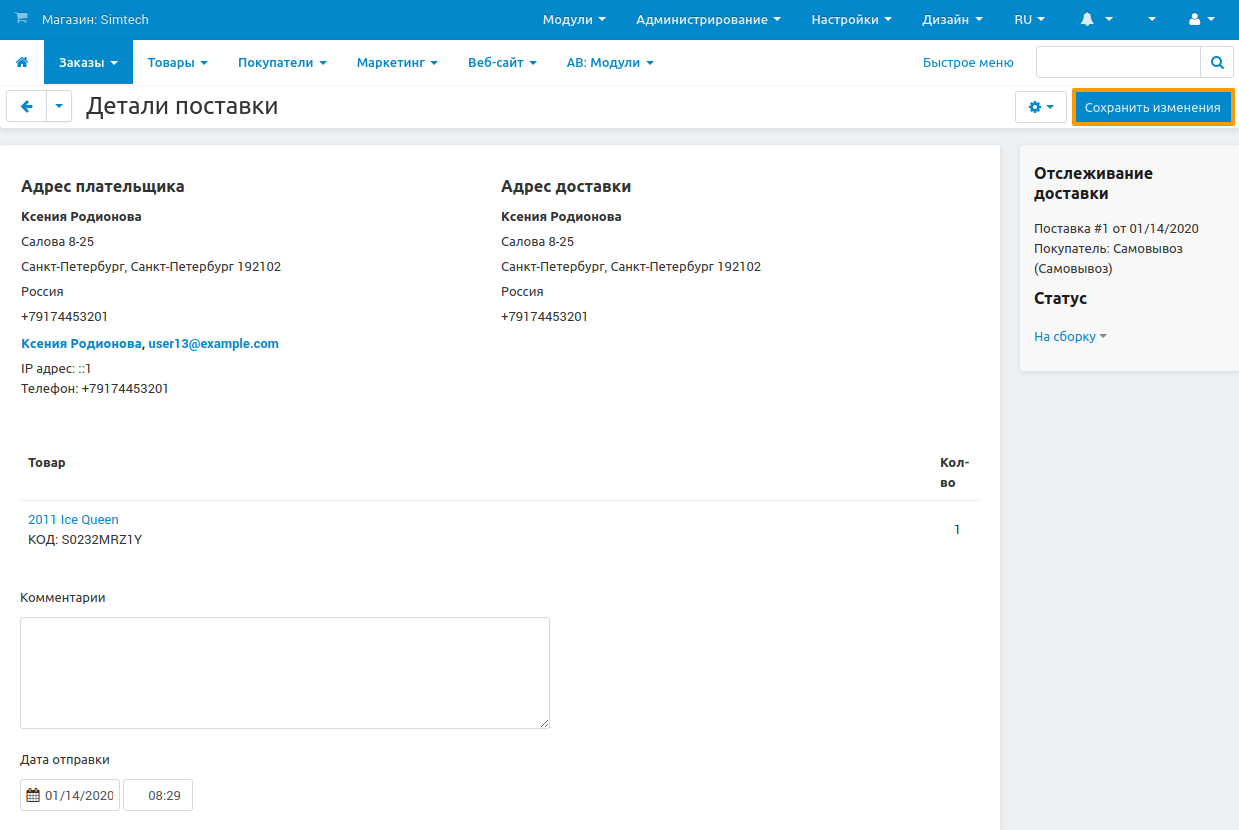 Магазин: Simtech
Модули
Администрирование
Настройки
Дизайн
RU
Заказы
Товары
Покупатели
Маркетинг
Веб-сайт
АВ: Модули
Быстрое меню
Детали поставки
Сохранить изменения
Адрес плательщика
Ксения Родионова
Салова 8-25
Санкт-Петербург, Санкт-Петербург 192102
Россия
+79174453201
Ксения Родионова, user13@example.com
IP адрес: ::1
Телефон: +79174453201
Адрес доставки
Ксения Родионова
Салова 8-25
Санкт-Петербург, Санкт-Петербург 192102
Россия
+79174453201
Отслеживание
доставки
Поставка #1 от 01/14/2020
Покупатель: Самовывоз
(Самовывоз)
Статус
На сборку
Товар
Кол-
во
2011 Ice Queen
КОД: S0232MRZ1Y
1
Комментарии
Дата отправки
01/14/2020
08:29